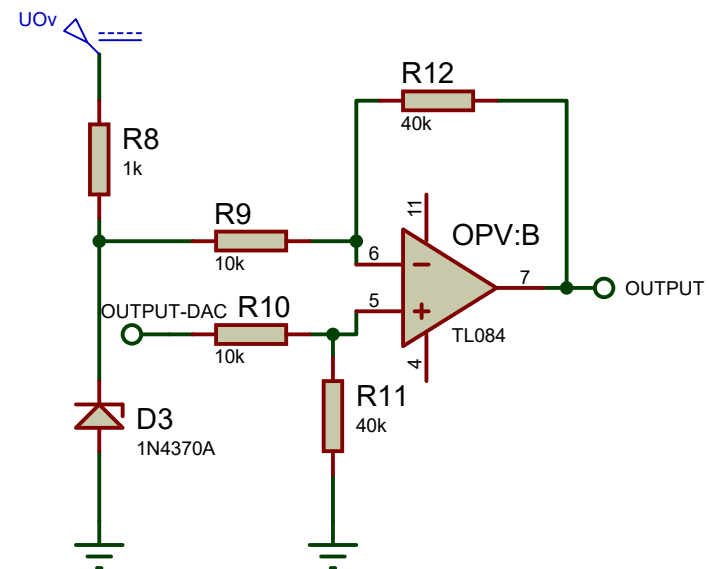 UOv
R12
40k
R8
1k
R9
10k
11
OPV:B
6
7
OUTPUT
5
OUTPUT-DAC
R10
10k
TL084
4
R11
40k
D3
1N4370A